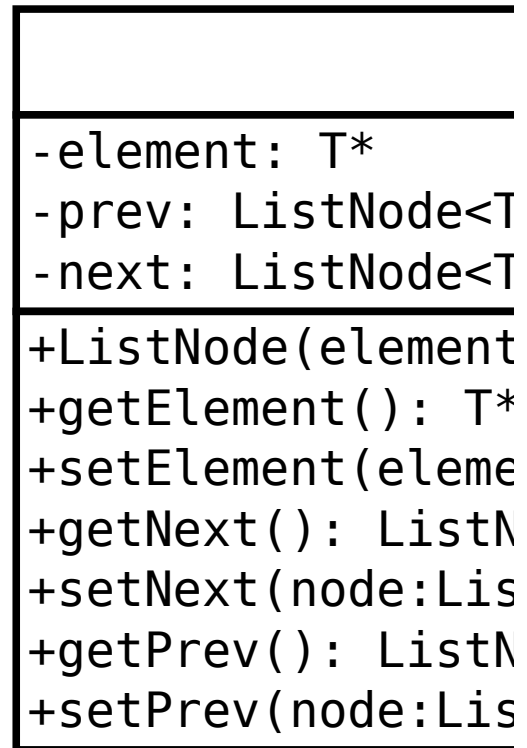 -element: T*
-prev: ListNode<T
-next: ListNode<T
+ListNode(element
+getElement(): T*
+setElement(eleme
+getNext(): ListN
+setNext(node:Lis
+getPrev(): ListN
+setPrev(node:Lis